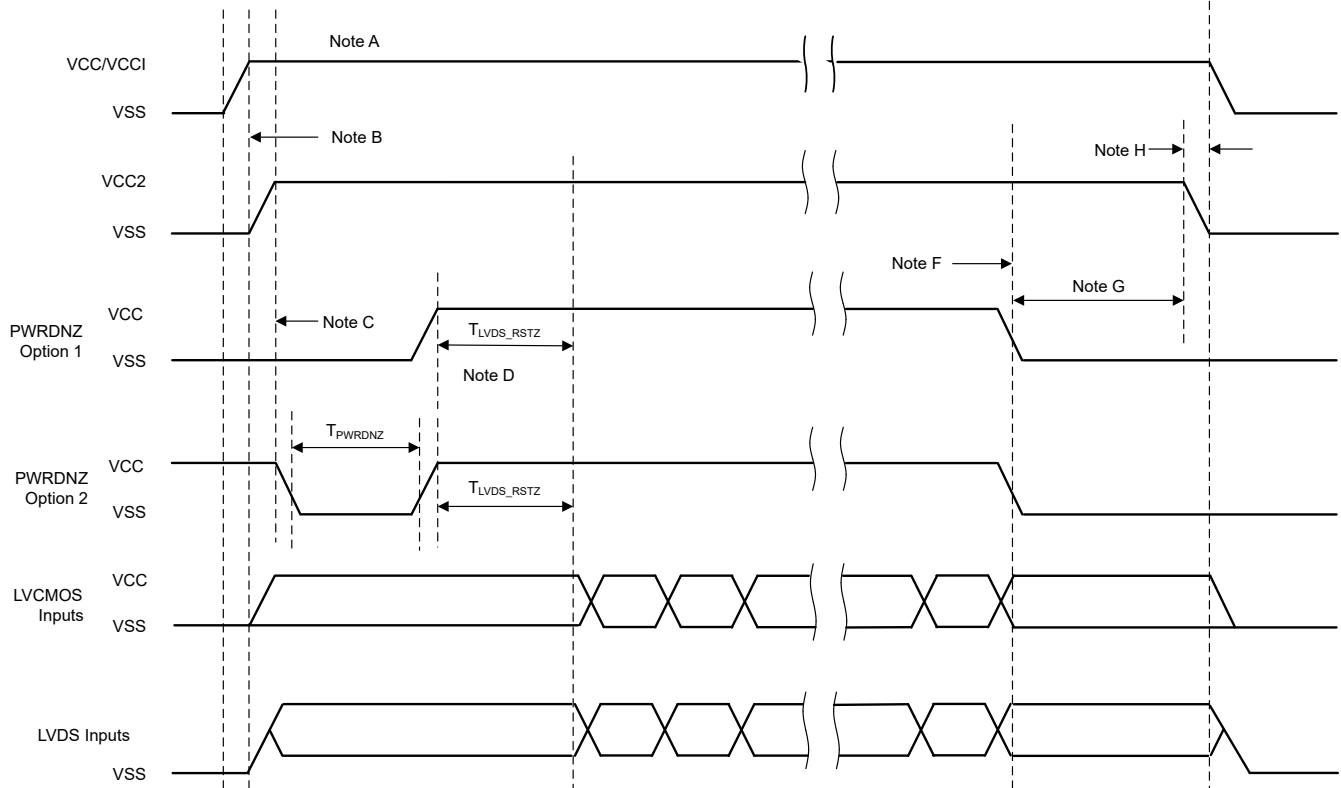 Note A
VCC/VCCI
VSS
Note B
Note H
VCC2
VSS
Note F
Note G
VCC
Note C
PWRDNZ
Option 1
VSS
TLVDS_RSTZ
Note D
TPWRDNZ
VCC
PWRDNZ
Option 2
VSS
TLVDS_RSTZ
VCC
LVCMOS
Inputs
VSS
LVDS Inputs
VSS